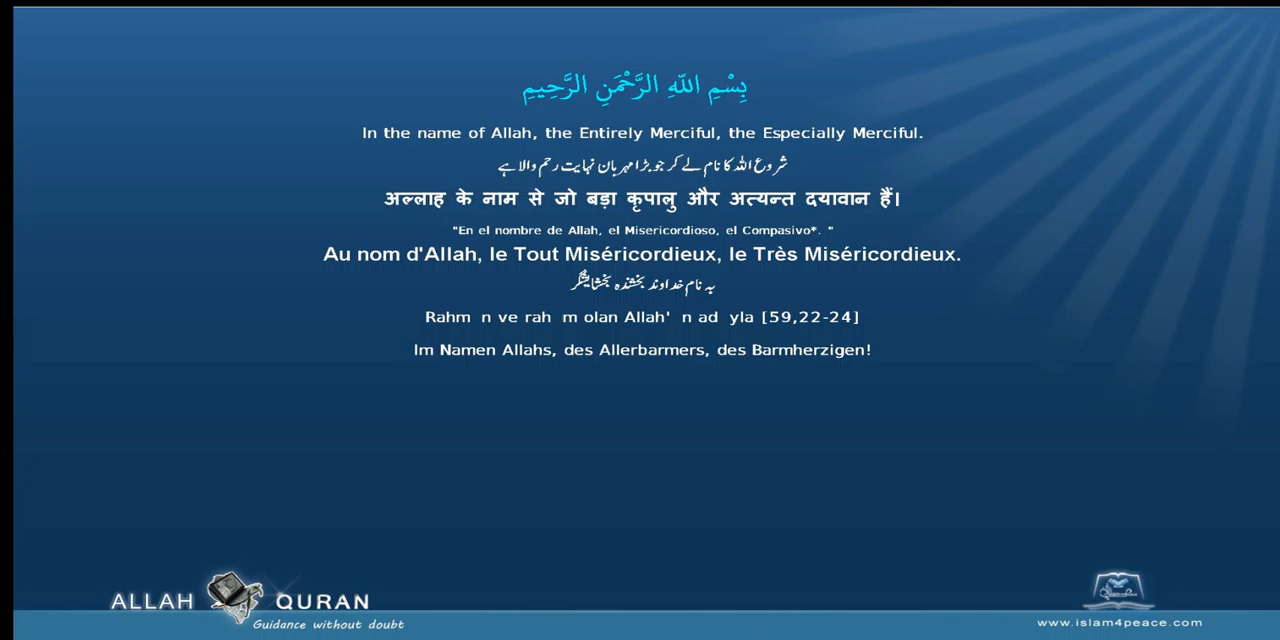 بِسْمِ اللّهِ الرَّحْمَنِ الرَّحِيمِ
In the name of Allah, the Entirely Merciful, the Especially Merciful.
شروع الله کا نام لے کر جو بڑا مہربان نہایت رحم والا ہے
अल्लाह के नाम से जो बड़ा कृपालु और अत्यन्त दयावान हैं।
"En el nombre de Allah, el Misericordioso, el Compasivo*. "
Au nom d'Allah, le Tout Miséricordieux, le Très Miséricordieux.
به نام خداوند بخشنده بخشایشگر
Rahm n ve rah m olan Allah' n ad yla [59,22-24]
Im Namen Allahs, des Allerbarmers, des Barmherzigen!
ALLAH QURAN
Guidance without doubt
www.islam4peace.com